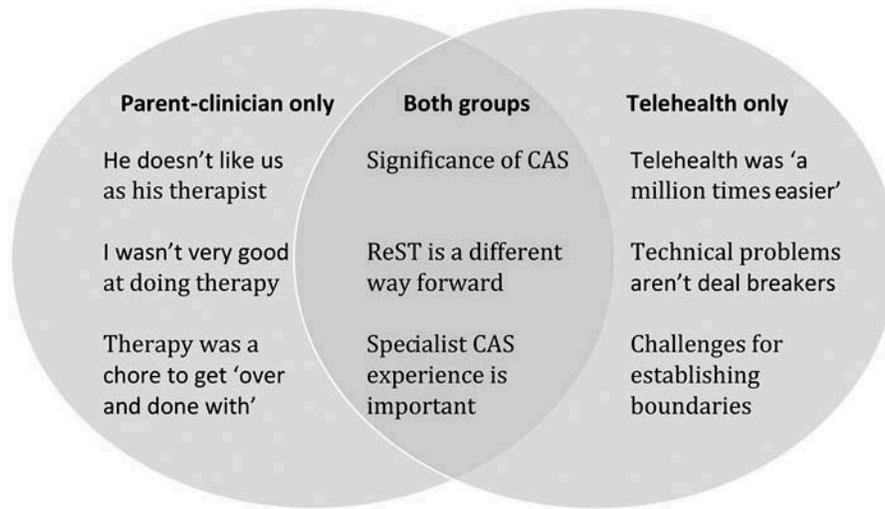 Parent-clinician only
He doesn’t like us
as his therapist
I wasn’t very good
at doing therapy
Therapy was a
chore to get ‘over
and done with’
Both groups
Significance of CAS
ReST is a different
way forward
Specialist CAS
experience is
important
Telehealth only
Telehealth was ‘a
million times easier’
Technical problems
aren’t deal breakers
Challenges for
establishing
boundaries